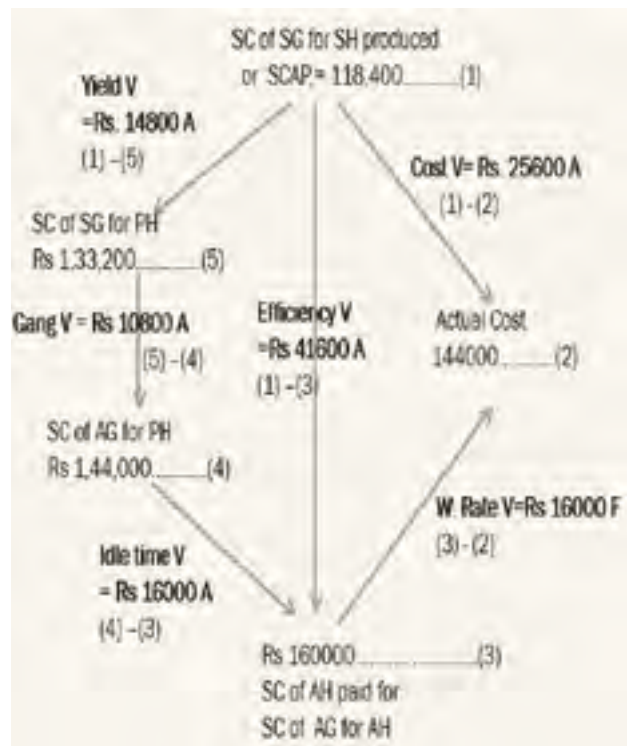 SC of SG for SH produced
or SCAP,= 118,400..........(1)
Yield V
=Rs. 14800 A
(1) –(5)
Cost V= Rs. 25600 A
(1) -(2)
SC of SG for PH
Rs 1,33,200..........(5)
Gang V = Rs 10800 A
(5) –(4)
Efficiency V
=Rs 41600 A
(1) –(3)
Actual Cost
144000..........(2)
SC of AG for PH
Rs 1,44,000..........(4)
W. Rate V=Rs 16000 F
(3) - (2)
Idle time V
= Rs 16000 A
(4) –(3)
Rs 160000....................(3)
SC of AH paid for
SC of AG for AH